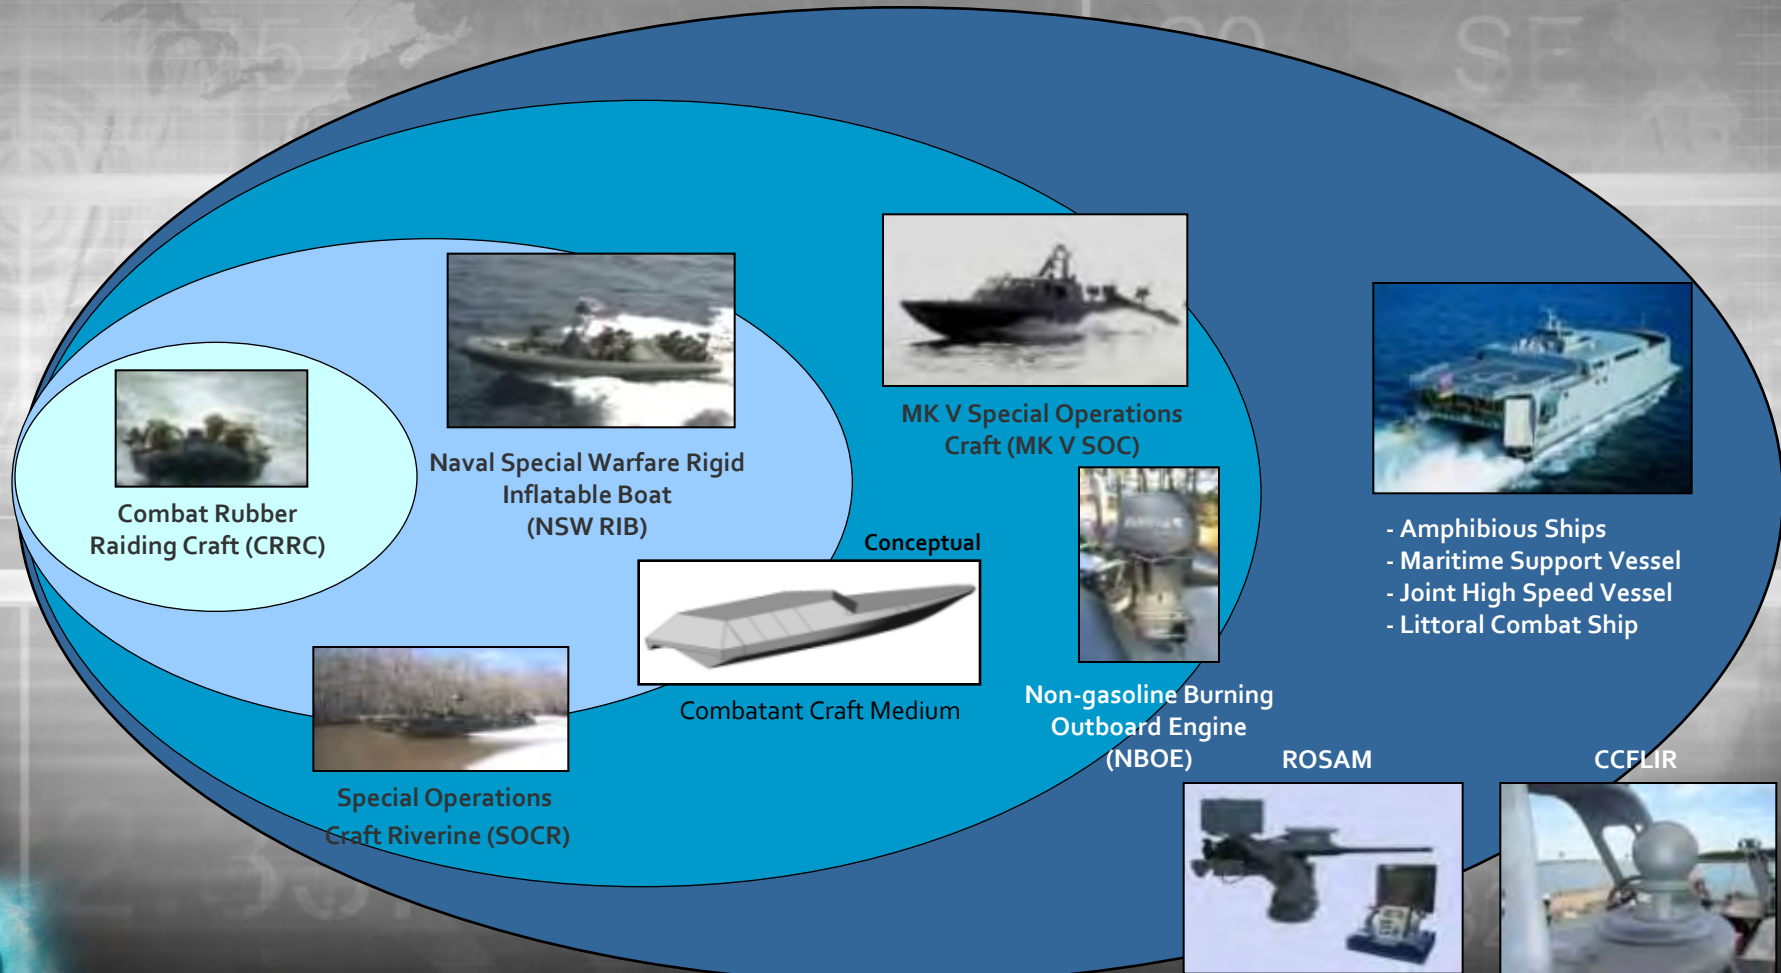 Combat Rubber
Raiding Craft (CRRC)
Naval Special Warfare Rigid
Inflatable Boat
(NSW RIB)
MK V Special Operations
Craft (MK V SOC)
Conceptual
Combatant Craft Medium
Special Operations
Craft Riverine (SOCR)
Non-gasoline Burning
Outboard Engine
(NBOE)
- Amphibious Ships
- Maritime Support Vessel
- Joint High Speed Vessel
- Littoral Combat Ship
ROSAM
CCFLIR
SE